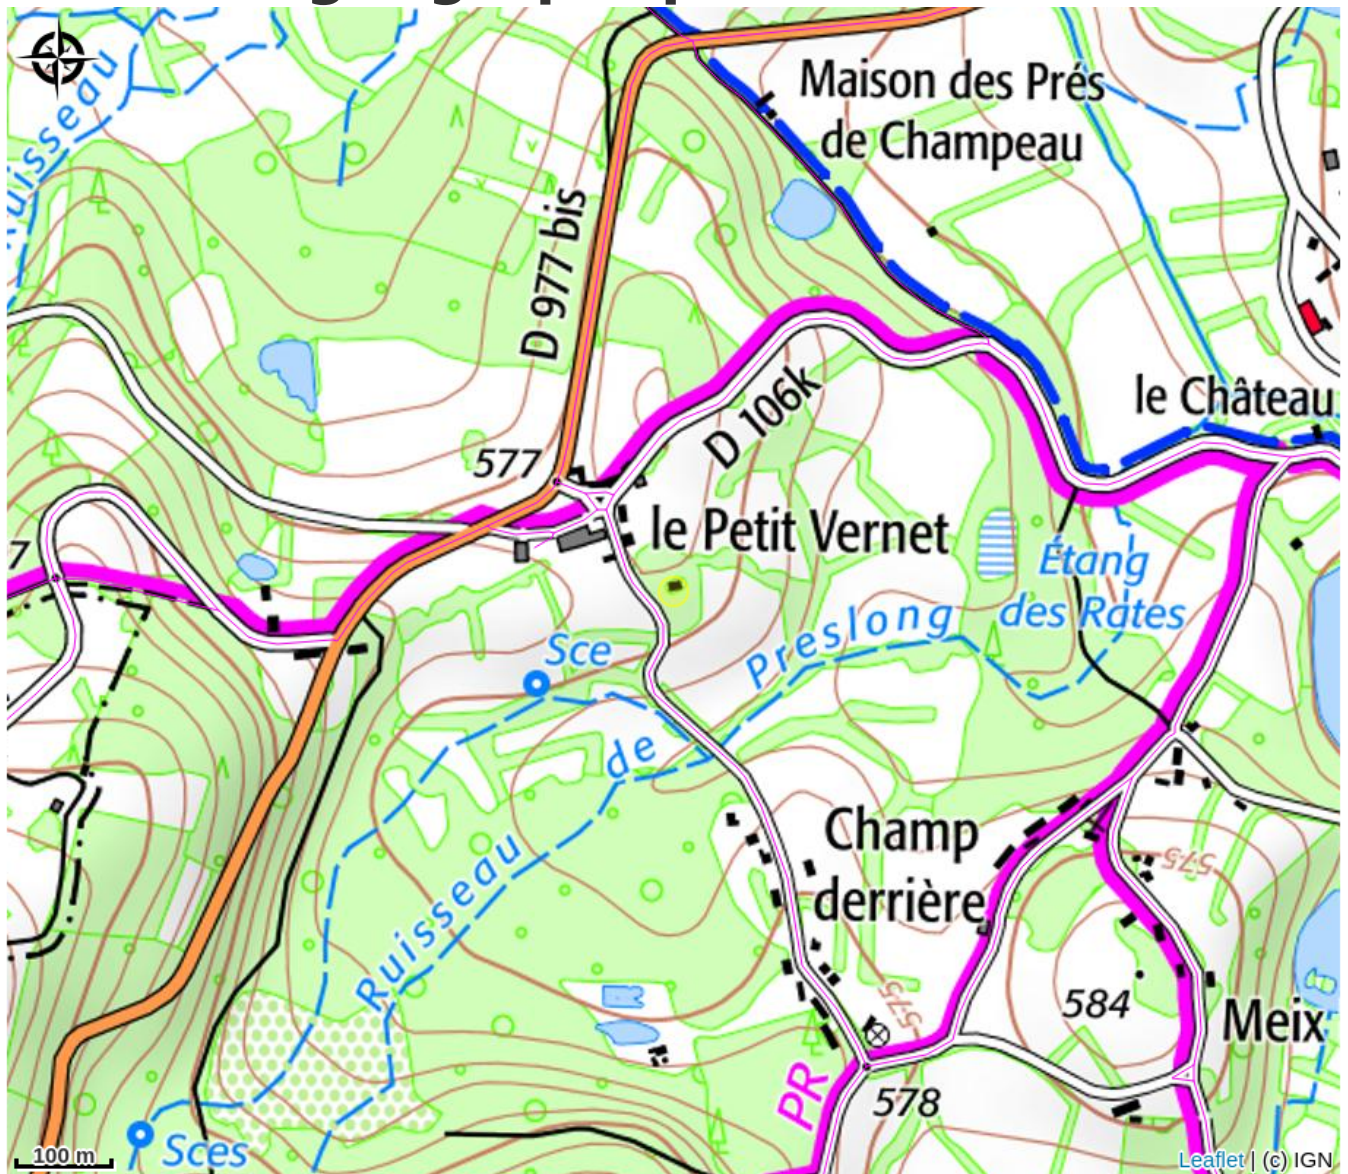 Ruisseau
Maison des Prés
de Champeau
D 977 bis
le Château
D 106k
577
le Petit Vernet
7
Étang
des Rates
Preslong
Sce
de
Champ
derrière
575
Ruisseau
575
584
Meix
PR
578
Sces
100 m
Leaflet | (c) IGN